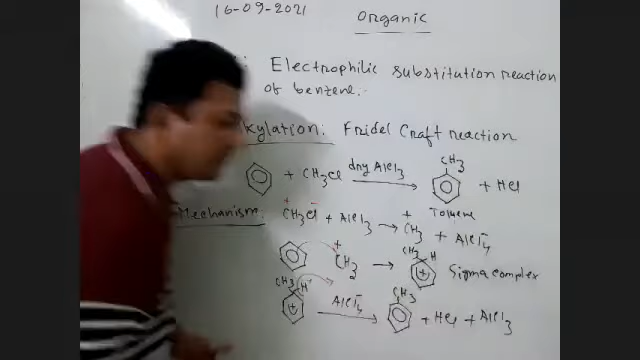 16-09-2021 Organic
: Electrophilic substitution reaction
of benzene.
kylation: Fridel Craft reaction
+ CH3Cl dry AlCl3 → CH3 + HCl
Toluene
Mechanism: + CH3Cl - + AlCl3 → + CH3 + AlCl4 -
+ CH3 → CH3 H + Sigma complex
CH3 H + AlCl4 - → CH3 + HCl + AlCl3